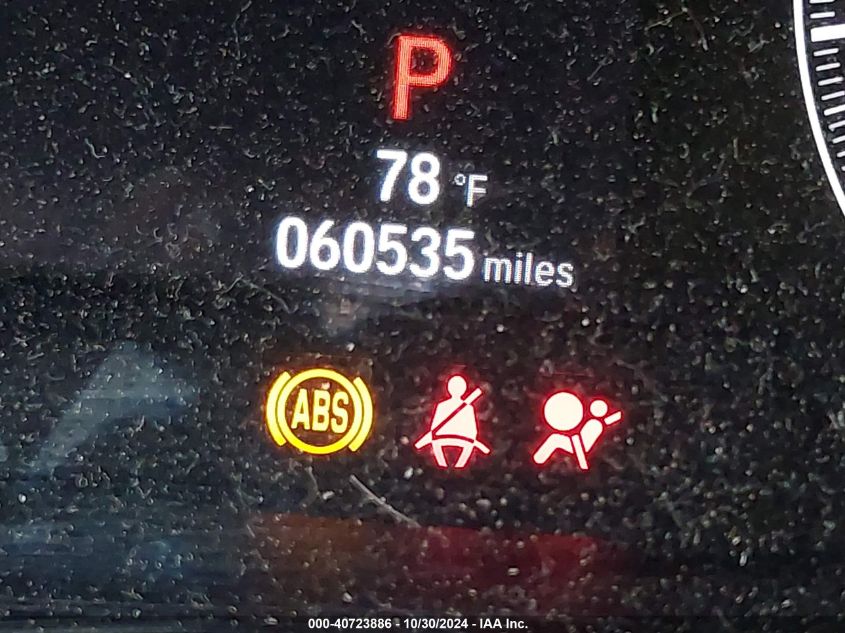 P
78 °F
060535 miles
ABS
000-40723886 - 10/30/2024 - IAA Inc.